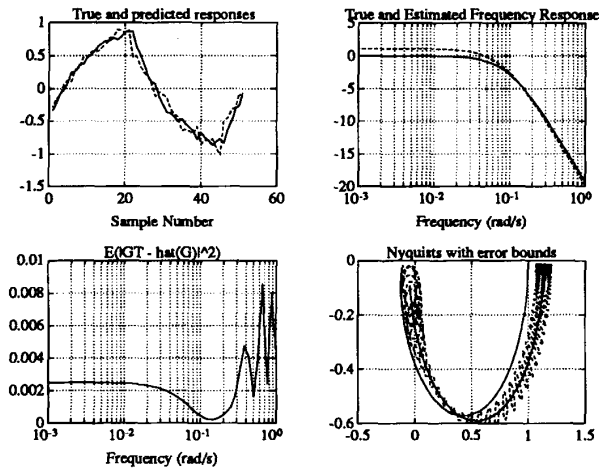 True and predicted responses
1
0.5
0
-0.5
-1
-1.5
0 20 40 60
Sample Number
True and Estimated Frequency Response
5
0
-5
-10
-15
-20
10-3 10-2 10-1 100
Frequency (rad/s)
E(|GT - hat(G)|^2)
0.01
0.008
0.006
0.004
0.002
0
10-3 10-2 10-1 100
Frequency (rad/s)
Nyquists with error bounds
0
-0.2
-0.4
-0.6
-0.5 0 0.5 1 1.5